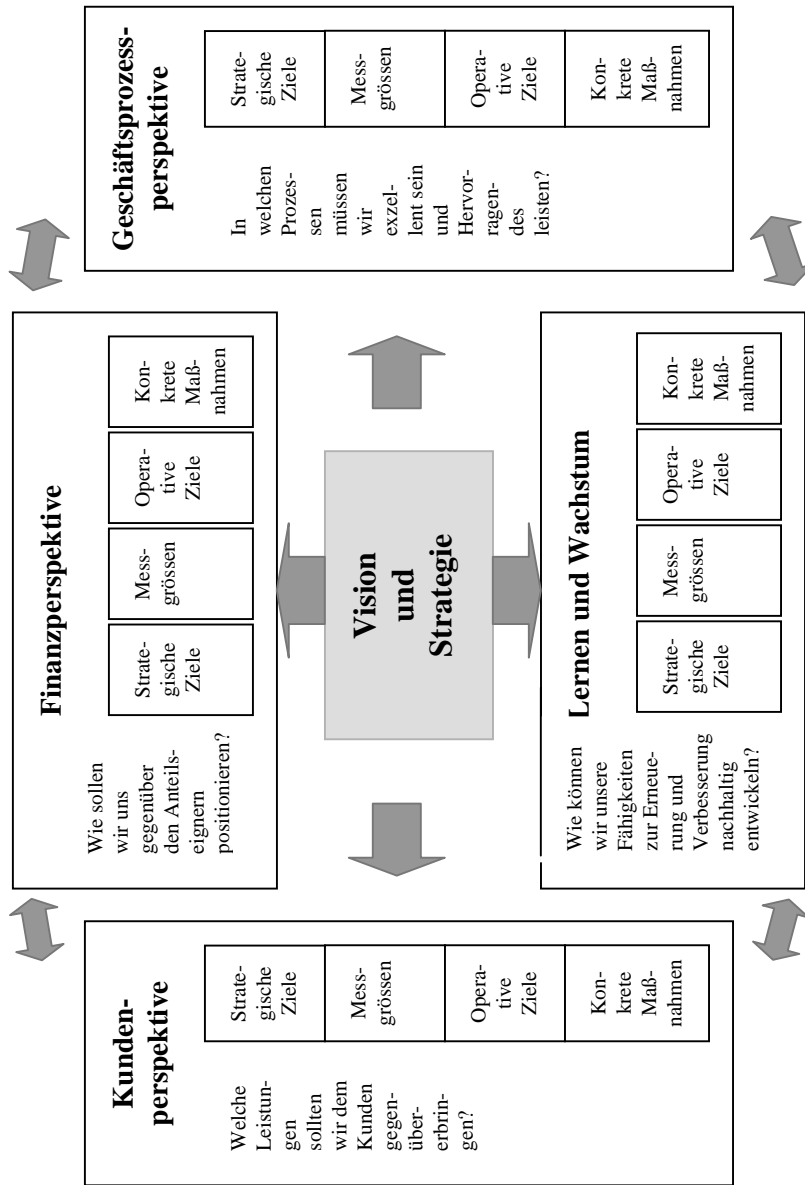 Finanzperspektive
Wie sollen
wir uns
gegenüber
den Anteils-
eignern
positionieren?
Strate-
gische
Ziele
Mess-
grössen
Opera-
tive
Ziele
Kon-
krete
Maß-
nahmen
Kunden-
perspektive
Welche
Leistun-
gen
sollten
wir dem
Kunden
gegen-
über-
erbrin-
gen?
Strate-
gische
Ziele
Mess-
grössen
Opera-
tive
Ziele
Kon-
krete
Maß-
nahmen
Vision
und
Strategie
Geschäftsprozess-
perspektive
In
welchen
Prozes-
sen
müssen
wir
exzel-
lent sein
und
Hervor-
ragen-
des
leisten?
Strate-
gische
Ziele
Mess-
grössen
Opera-
tive
Ziele
Kon-
krete
Maß-
nahmen
Lernen und Wachstum
Wie können
wir unsere
Fähigkeiten
zur Erneue-
rung und
Verbesserung
nachhaltig
entwickeln?
Strate-
gische
Ziele
Mess-
grössen
Opera-
tive
Ziele
Kon-
krete
Maß-
nahmen